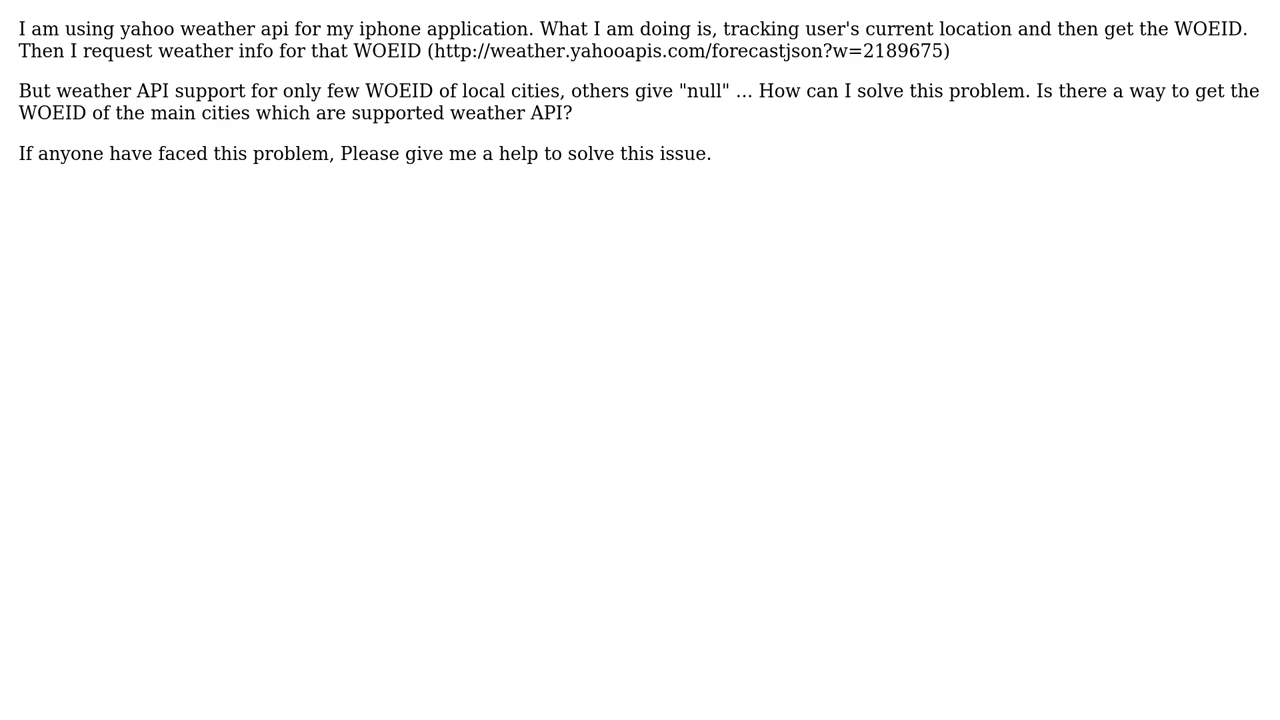 I am using yahoo weather api for my iphone application. What I am doing is, tracking user's current location and then get the WOEID.
Then I request weather info for that WOEID (http://weather.yahooapis.com/forecastjson?w=2189675)
But weather API support for only few WOEID of local cities, others give "null" ... How can I solve this problem. Is there a way to get the
WOEID of the main cities which are supported weather API?
If anyone have faced this problem, Please give me a help to solve this issue.